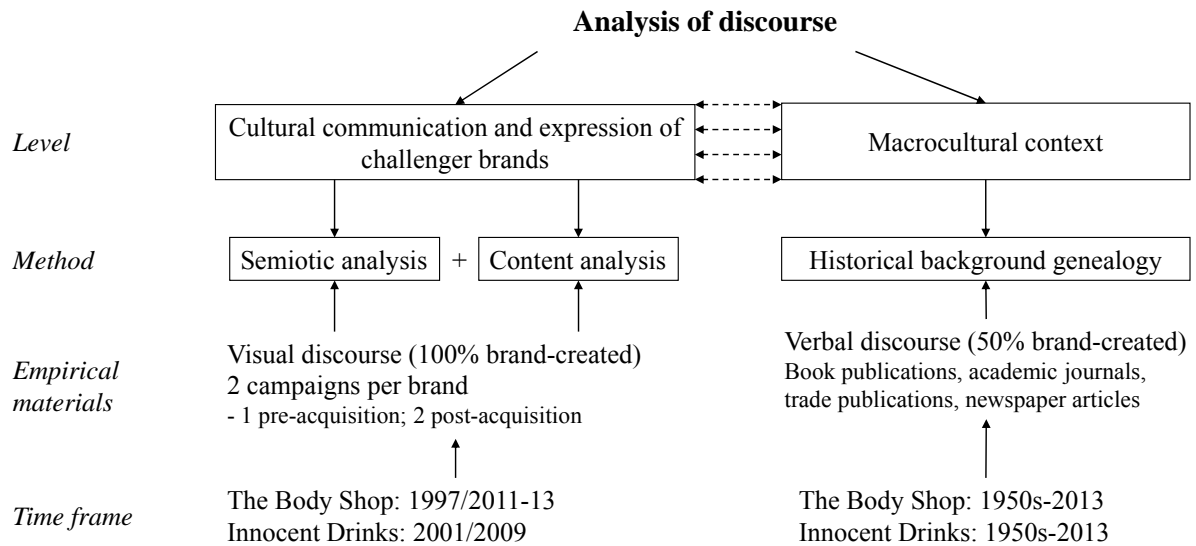 Analysis of discourse
Level
Cultural communication and expression of
challenger brands
Macrocultural context
Method
Semiotic analysis + Content analysis
Historical background genealogy
Empirical
materials
Visual discourse (100% brand-created)
2 campaigns per brand
- 1 pre-acquisition; 2 post-acquisition
Verbal discourse (50% brand-created)
Book publications, academic journals,
trade publications, newspaper articles
Time frame
The Body Shop: 1997/2011-13
Innocent Drinks: 2001/2009
The Body Shop: 1950s-2013
Innocent Drinks: 1950s-2013